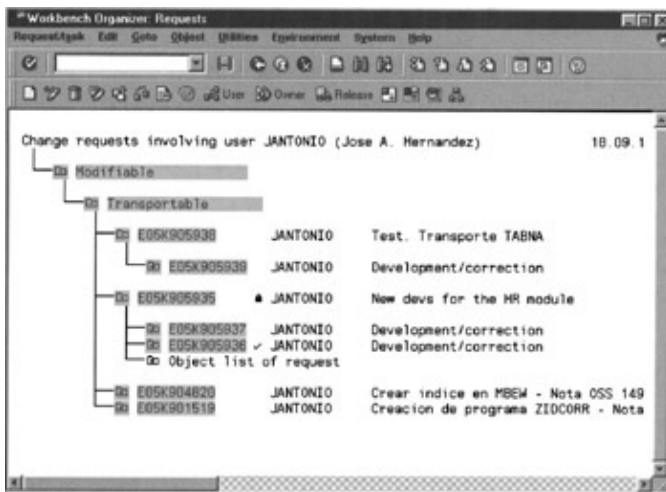 Workbench Organizer: Requests
Request/task Edit Goto Object Utilities Environment System Help
User Owner Release
Change requests involving user JANTONIO (Jose A. Hernandez) 18.09.1
Modifiable
Transportable
E05K905938 JANTONIO Test. Transporte TABNA
E05K905939 JANTONIO Development/correction
E05K905935 JANTONIO New devs for the HR module
E05K905937 JANTONIO Development/correction
E05K905936 ✓ JANTONIO Development/correction
Object list of request
E05K904820 JANTONIO Crear indice en MBEW - Nota OSS 149
E05K901519 JANTONIO Creacion de programa ZIDCORR - Nota